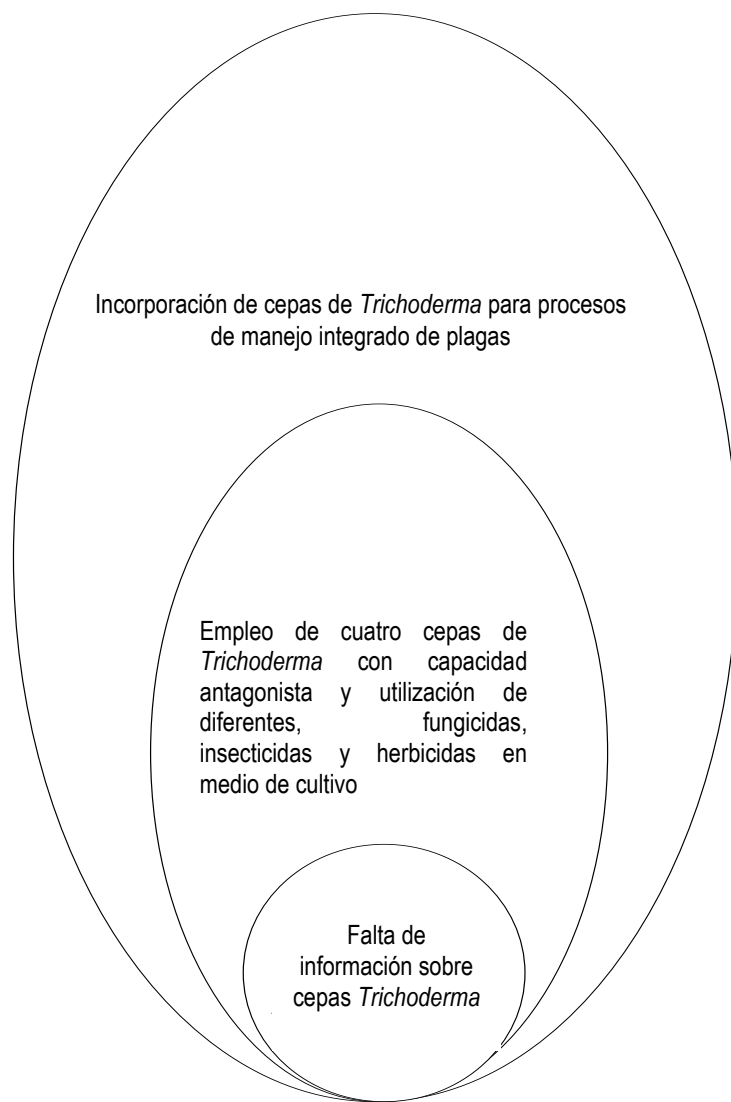 Incorporación de cepas de Trichoderma para procesos
de manejo integrado de plagas
Empleo de cuatro cepas de
Trichoderma con capacidad
antagonista y utilización de
diferentes, fungicidas,
insecticidas y herbicidas en
medio de cultivo
Falta de
información sobre
cepas Trichoderma